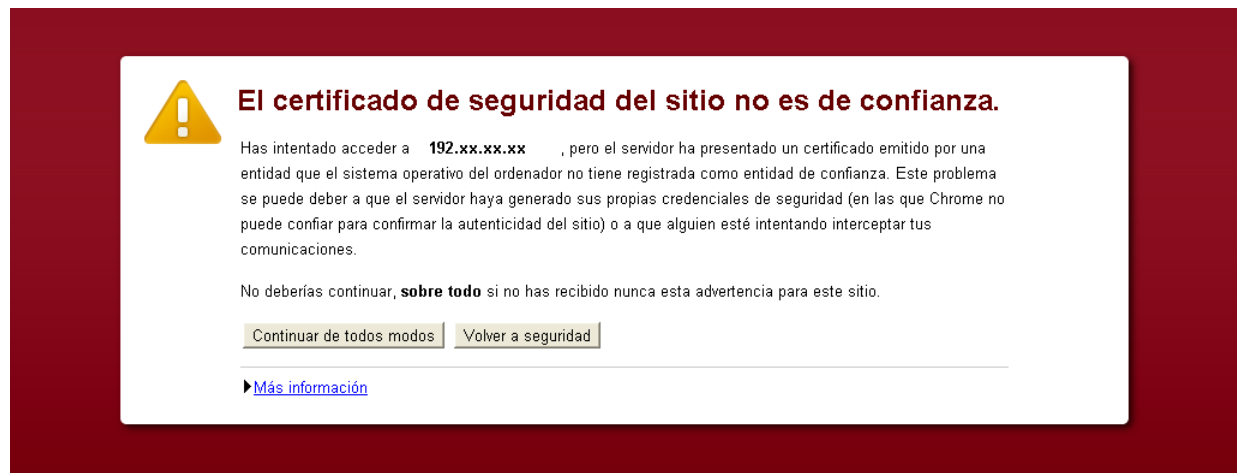 El certificado de seguridad del sitio no es de confianza.
Has intentado acceder a 192.xx.xx.xx , pero el servidor ha presentado un certificado emitido por una
entidad que el sistema operativo del ordenador no tiene registrada como entidad de confianza. Este problema
se puede deber a que el servidor haya generado sus propias credenciales de seguridad (en las que Chrome no
puede confiar para confirmar la autenticidad del sitio) o a que alguien esté intentando interceptar tus
comunicaciones.
No deberías continuar, sobre todo si no has recibido nunca esta advertencia para este sitio.
Continuar de todos modos Volver a seguridad
Más información